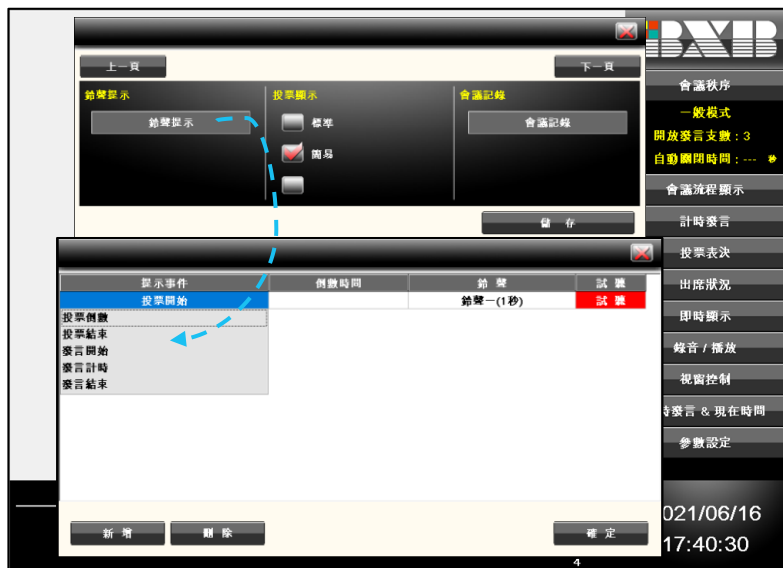 BXB
上一頁
下一頁
鈴聲提示
投票顯示
會議記錄
鈴聲提示
標準
會議記錄
簡易
儲 存
提示事件 倒數時間 鈴 聲 試 聽
投票開始 鈴聲一(1秒) 試 聽
投票倒數
投票結束
發言開始
發言計時
發言結束
新 增
刪 除
確 定
會議秩序
一般模式
開放發言支數 : 3
自動關閉時間 : --- 秒
會議流程顯示
計時發言
投票表決
出席狀況
即時顯示
錄音 / 播放
視窗控制
時發言 & 現在時間
參數設定
021/06/16
17:40:30
4